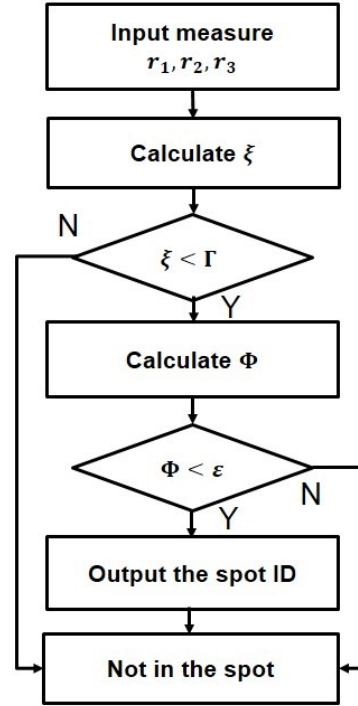 Input measure
r₁, r₂, r₃
Calculate ξ
N
ξ < Γ
Y
Calculate Φ
Φ < ε
N
Y
Output the spot ID
Not in the spot